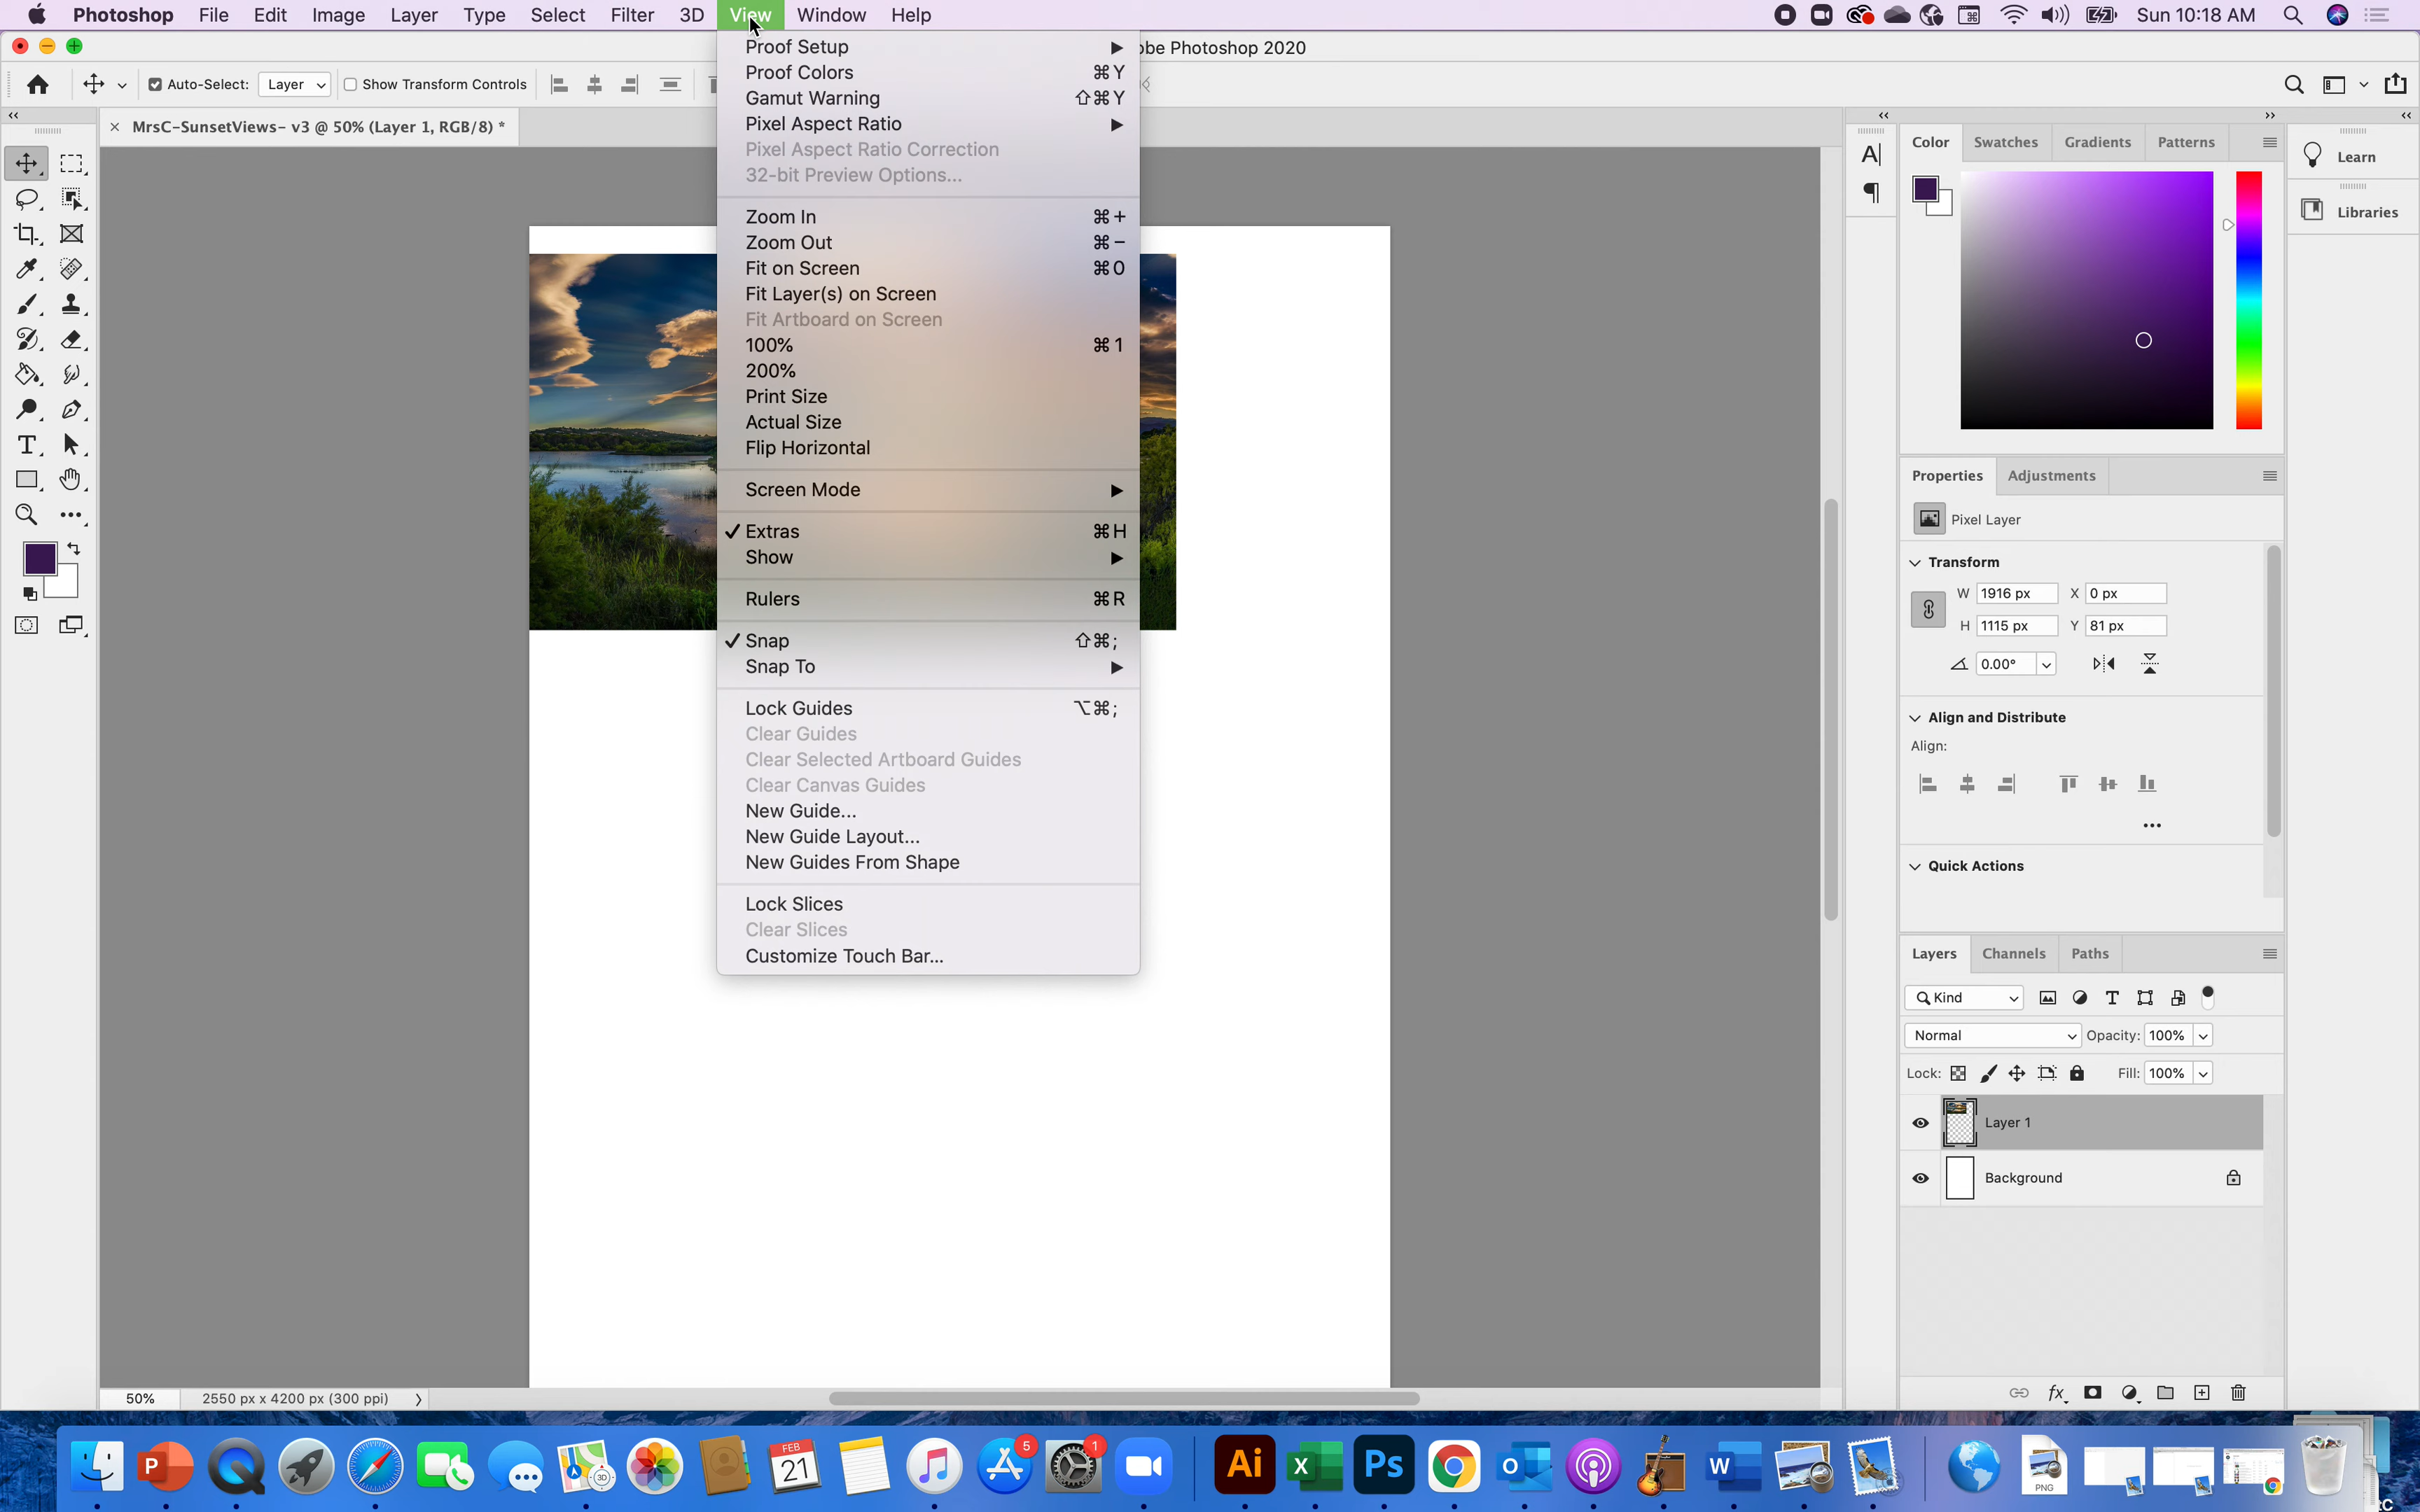 Photoshop File Edit Image Layer Type Select Filter 3D View Window Help Sun 10:18 AM
be Photoshop 2020
Auto-Select: Layer Show Transform Controls
MrsC-SunsetViews- v3 @ 50% (Layer 1, RGB/8) *
Proof Setup
Proof Colors ⌘Y
Gamut Warning ⇧⌘Y
Pixel Aspect Ratio
Pixel Aspect Ratio Correction
32-bit Preview Options...
Zoom In ⌘+
Zoom Out ⌘−
Fit on Screen ⌘0
Fit Layer(s) on Screen
Fit Artboard on Screen
100% ⌘1
200%
Print Size
Actual Size
Flip Horizontal
Screen Mode
✓ Extras ⌘H
Show
Rulers ⌘R
✓ Snap ⇧⌘;
Snap To
Lock Guides ⌥⌘;
Clear Guides
Clear Selected Artboard Guides
Clear Canvas Guides
New Guide...
New Guide Layout...
New Guides From Shape
Lock Slices
Clear Slices
Customize Touch Bar...
Color Swatches Gradients Patterns
Learn
Libraries
Properties Adjustments
Pixel Layer
Transform
W 1916 px X 0 px
H 1115 px Y 81 px
0.00°
Align and Distribute
Align:
Quick Actions
Layers Channels Paths
Kind
Normal Opacity: 100%
Lock: Fill: 100%
Layer 1
Background
50% 2550 px x 4200 px (300 ppi)
P 3D FEB 21 5 1 Ai X Ps O W PNG